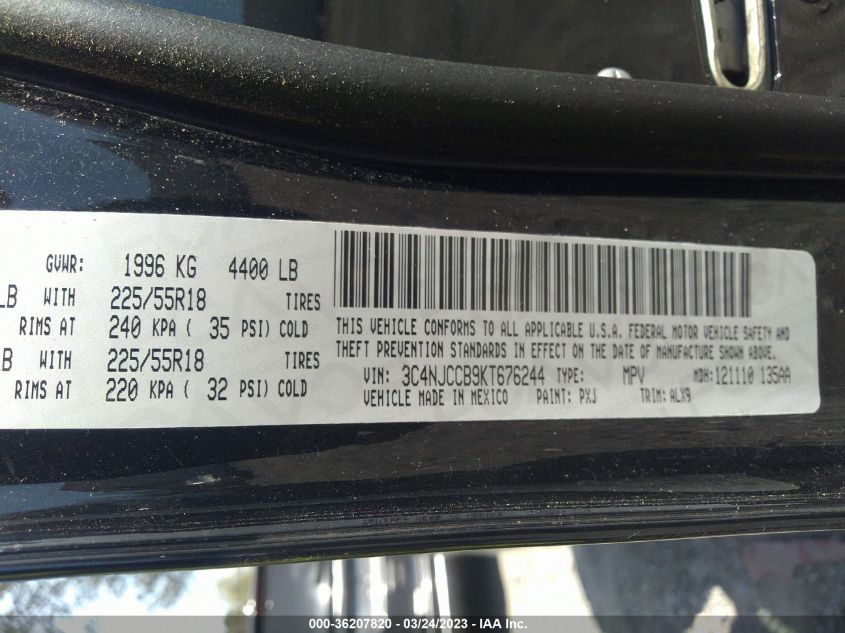 GVWR: 1996 KG 4400 LB
LB WITH 225/55R18 TIRES
RIMS AT 240 KPA ( 35 PSI) COLD
LB WITH 225/55R18 TIRES
RIMS AT 220 KPA ( 32 PSI) COLD
THIS VEHICLE CONFORMS TO ALL APPLICABLE U.S.A. FEDERAL MOTOR VEHICLE SAFETY AND
THEFT PREVENTION STANDARDS IN EFFECT ON THE DATE OF MANUFACTURE SHOWN ABOVE.
VIN: 3C4NJCCB9KT676244 TYPE: MPV MDH:121110 135AA
VEHICLE MADE IN MEXICO PAINT: PXJ TRIM: ALX9
000-36207820 - 03/24/2023 - IAA Inc.